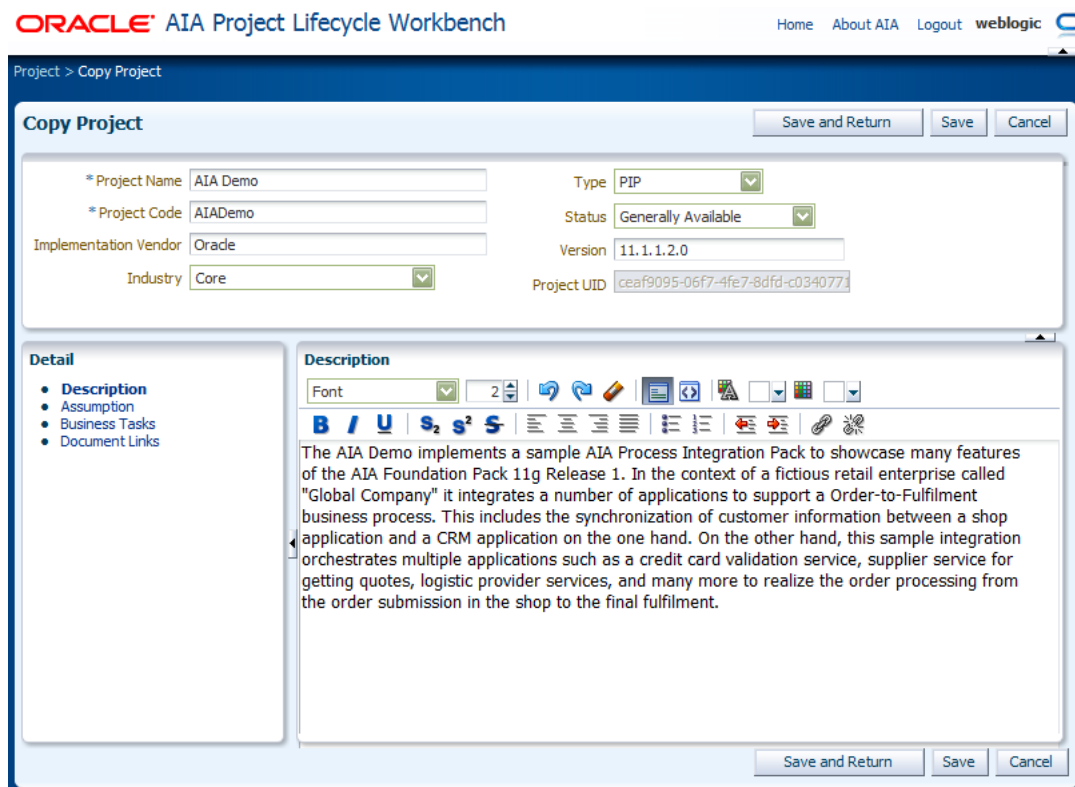 ORACLE AIA Project Lifecycle Workbench
Home About AIA Logout weblogic
Project > Copy Project
Copy Project
Save and Return Save Cancel
* Project Name AIA Demo
* Project Code AIADemo
Implementation Vendor Oracle
Industry Core
Type PIP
Status Generally Available
Version 11.1.1.2.0
Project UID ceaf9095-06f7-4fe7-8dfd-c0340771
Detail
Description
Assumption
Business Tasks
Document Links
Description
Font 2
B I U S2 S2 S
The AIA Demo implements a sample AIA Process Integration Pack to showcase many features
of the AIA Foundation Pack 11g Release 1. In the context of a fictious retail enterprise called
"Global Company" it integrates a number of applications to support a Order-to-Fulfilment
business process. This includes the synchronization of customer information between a shop
application and a CRM application on the one hand. On the other hand, this sample integration
orchestrates multiple applications such as a credit card validation service, supplier service for
getting quotes, logistic provider services, and many more to realize the order processing from
the order submission in the shop to the final fulfilment.
Save and Return Save Cancel